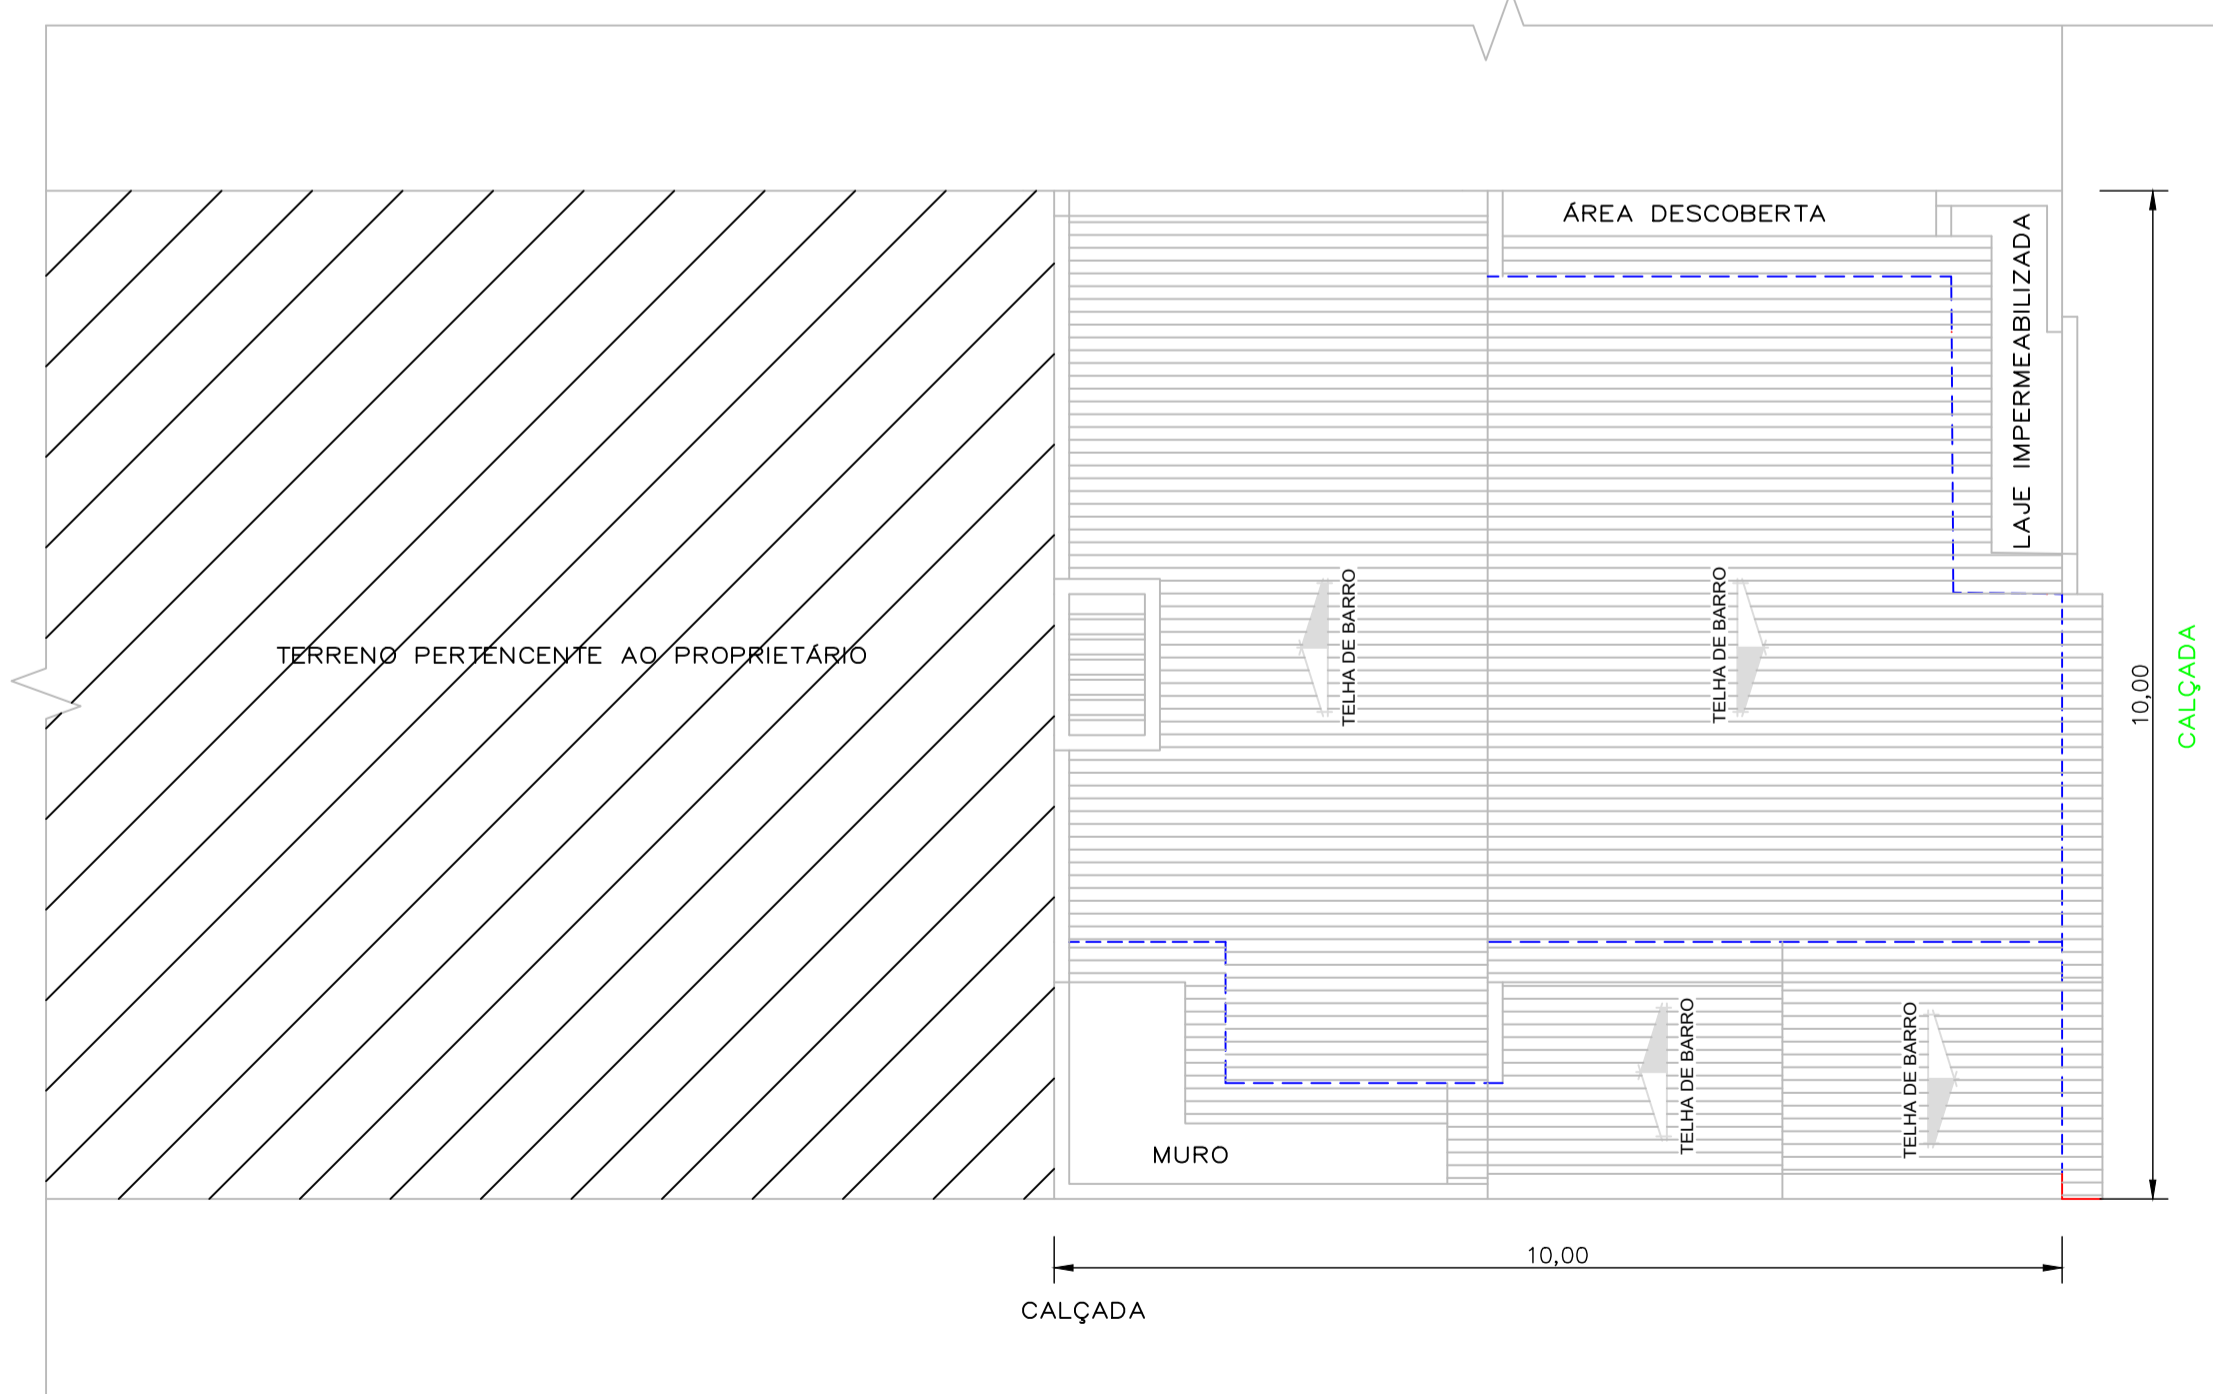 ÁREA DESCOBERTA
LAJE IMPERMEABILIZADA
TERRENO PERTENCENTE AO PROPRIETÁRIO
TELHA DE BARRO
TELHA DE BARRO
10,00
CALÇADA
TELHA DE BARRO
TELHA DE BARRO
MURO
10,00
CALÇADA